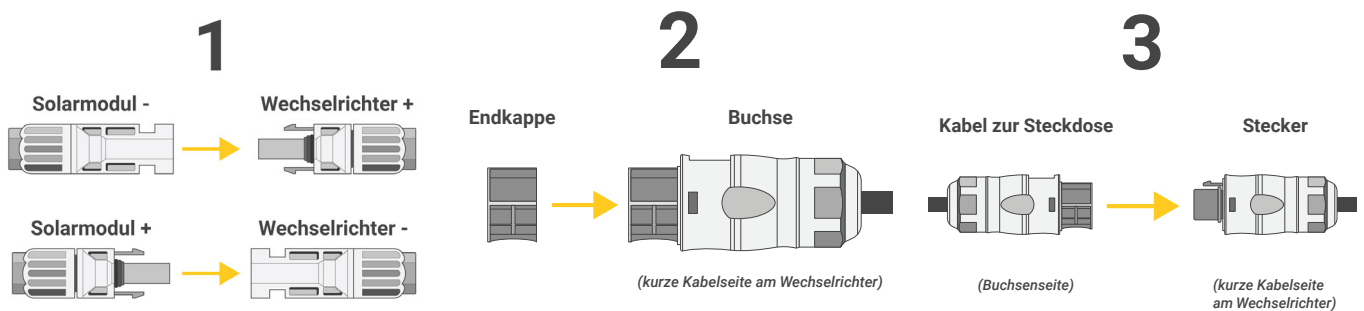 1
Solarmodul -
Wechselrichter +
Solarmodul +
Wechselrichter -
2
Endkappe
Buchse
(kurze Kabelseite am Wechselrichter)
3
Kabel zur Steckdose
Stecker
(Buchsenseite)
(kurze Kabelseite
am Wechselrichter)